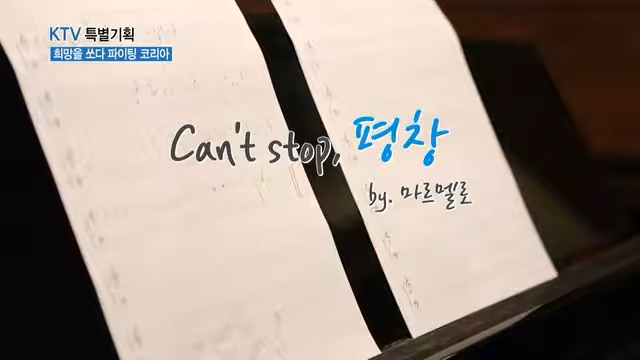 KTV 특별기획
희망을 쏘다 파이팅 코리아
Can't stop, 평창
by. 마르멜로